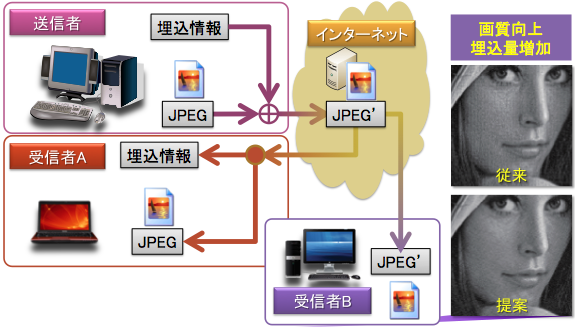 送信者
埋込情報
JPEG
インターネット
JPEG’
受信者A
埋込情報
JPEG
受信者B
JPEG’
画質向上
埋込量増加
従来
提案